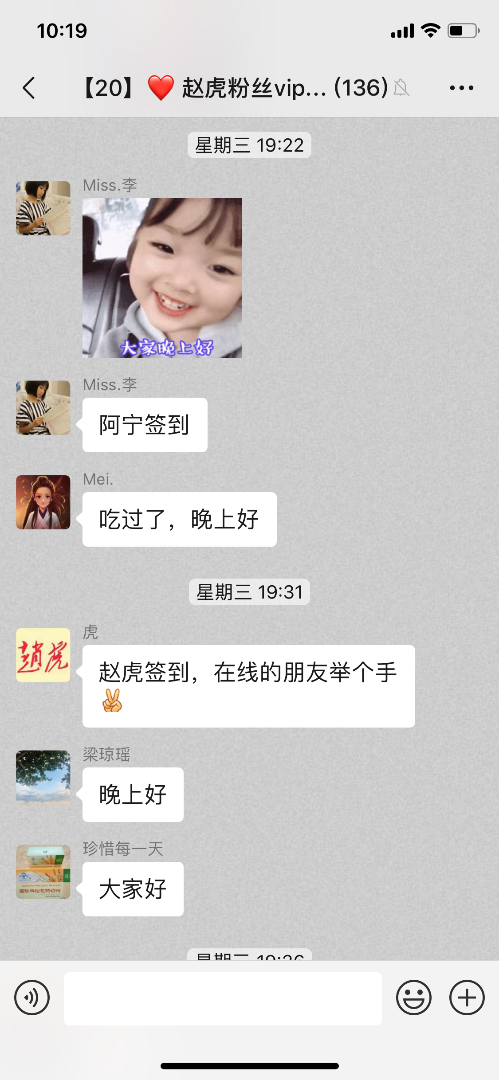 10:19
【20】❤️ 赵虎粉丝vip... (136)
星期三 19:22
Miss.李
大家晚上好
Miss.李
阿宁签到
Mei.
吃过了，晚上好
星期三 19:31
虎
趙虎
赵虎签到，在线的朋友举个手
✌️
梁琼瑶
晚上好
珍惜每一天
大家好